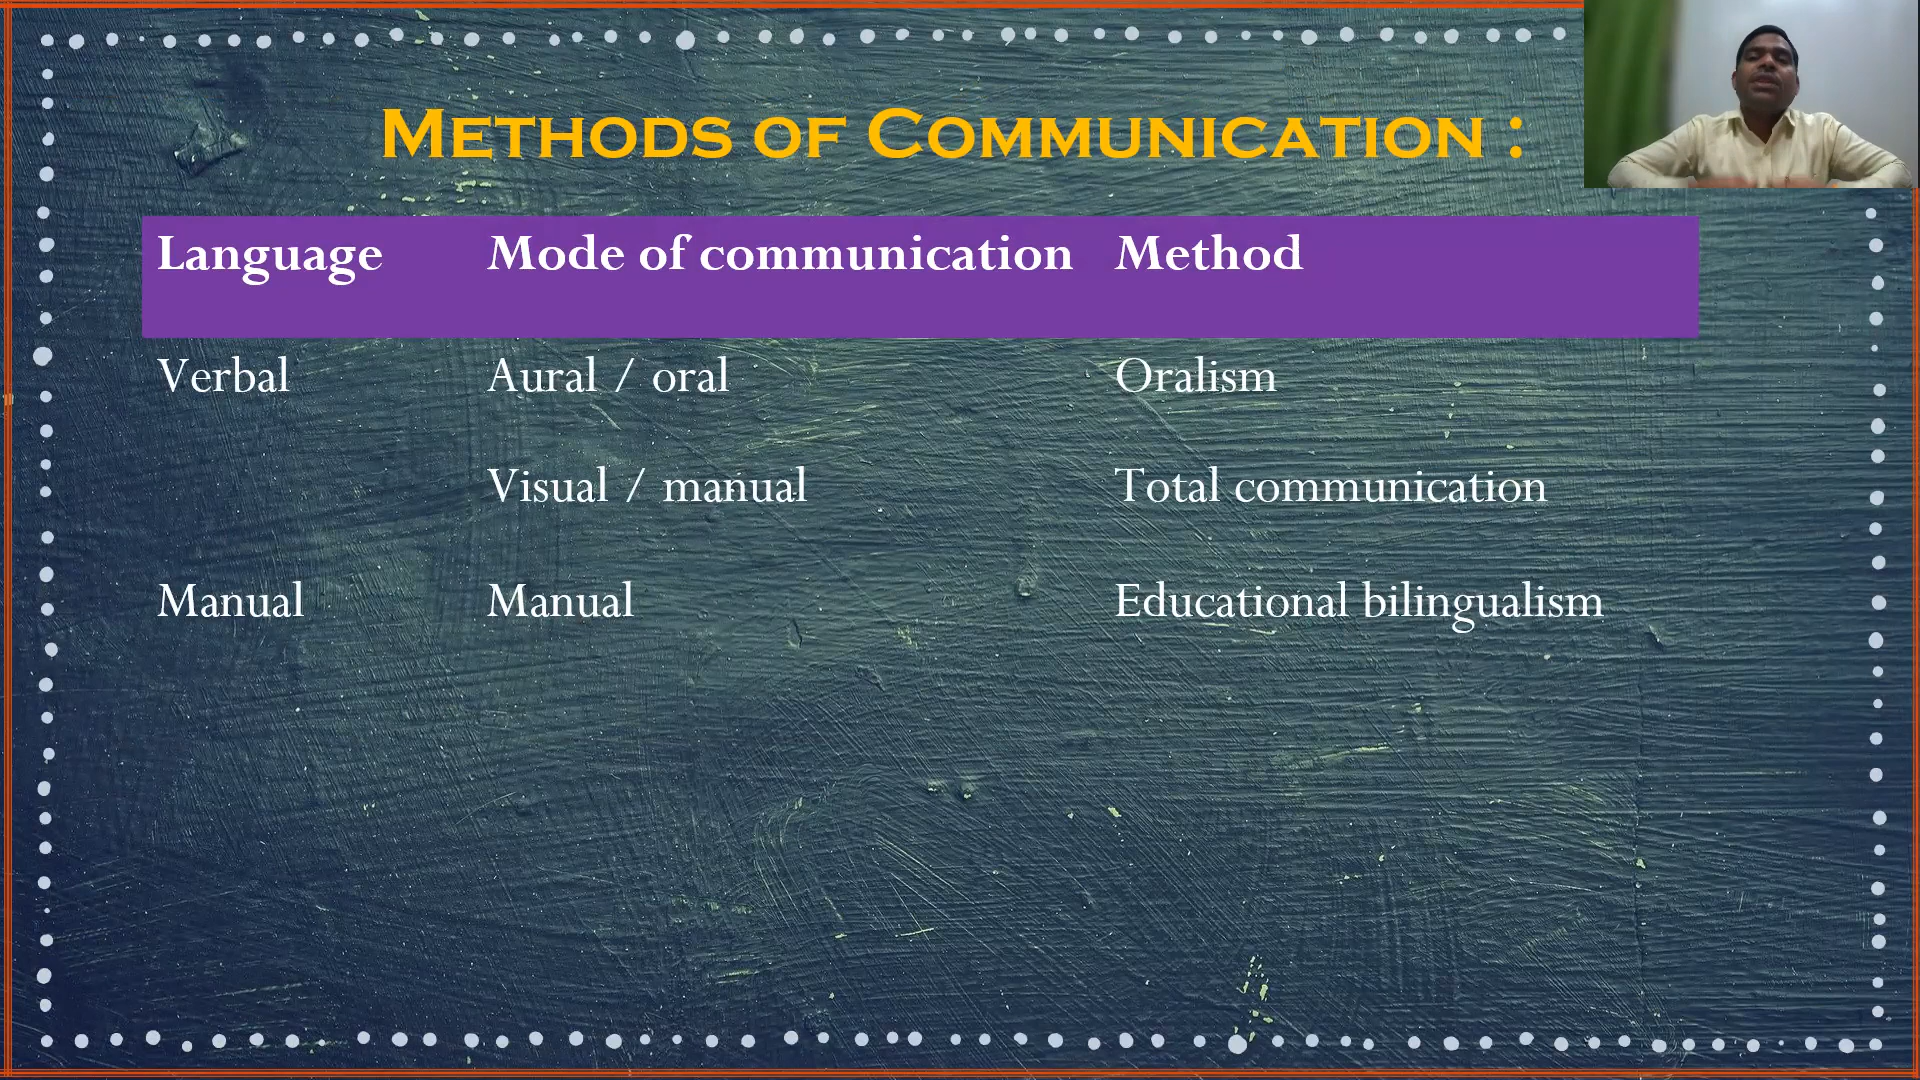 Methods of Communication :
Language Mode of communication Method
Verbal Aural / oral Oralism
Visual / manual Total communication
Manual Manual Educational bilingualism